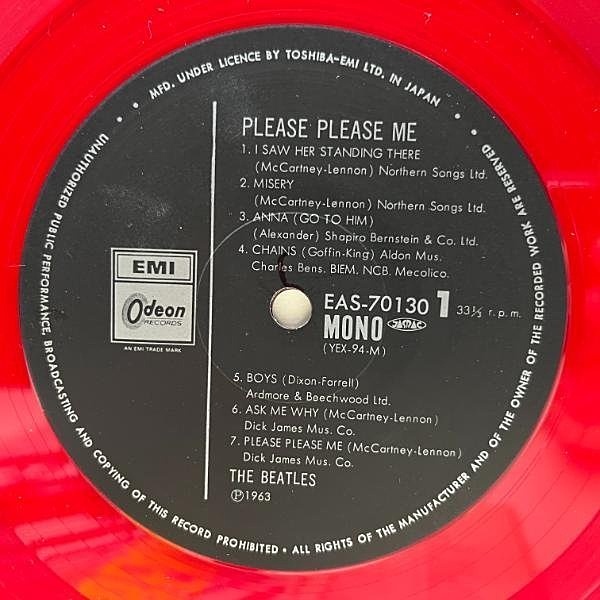 • MFD. UNDER LICENCE BY TOSHIBA-EMI LTD. IN JAPAN •
PLEASE PLEASE ME
1. I SAW HER STANDING THERE
(McCartney-Lennon) Northern Songs Ltd.
2. MISERY
(McCartney-Lennon) Northern Songs Ltd.
3. ANNA (GO TO HIM)
(Alexander) Shapiro Bernstein & Co. Ltd.
4. CHAINS (Goffin-King) Aldon Mus.
Charles Bens. BIEM, NCB, Mecolico.
EMI
Odeon
RECORDS
AN EMI TRADE MARK
EAS-70130 1 33⅓ r.p.m.
MONO JASRAC
(YEX-94-M)
5. BOYS (Dixon-Farrell)
Ardmore & Beechwood Ltd.
6. ASK ME WHY (McCartney-Lennon)
Dick James Mus. Co.
7. PLEASE PLEASE ME (McCartney-Lennon)
Dick James Mus. Co.
THE BEATLES
Ⓟ1963
UNAUTHORIZED PUBLIC PERFORMANCE, BROADCASTING AND COPYING OF THIS RECORD PROHIBITED • ALL RIGHTS OF THE MANUFACTURER AND OF THE OWNER OF THE RECORDED WORK ARE RESERVED